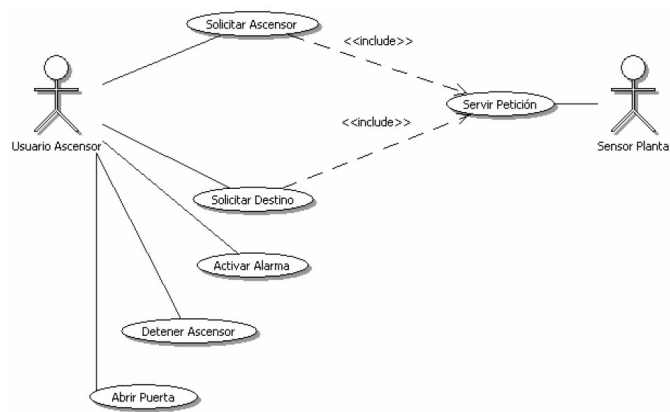 Solicitar Ascensor
<<include>>
Servir Petición
<<include>>
Usuario Ascensor
Sensor Planta
Solicitar Destino
Activar Alarma
Detener Ascensor
Abrir Puerta